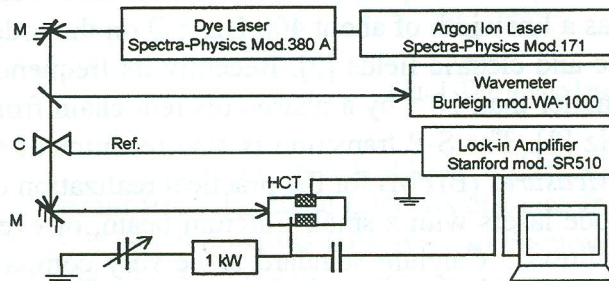 M
Dye Laser
Spectra-Physics Mod.380 A
Argon Ion Laser
Spectra-Physics Mod.171
Wavemeter
Burleigh mod.WA-1000
C
Ref.
Lock-in Amplifier
Stanford mod. SR510
HCT
M
1 kW